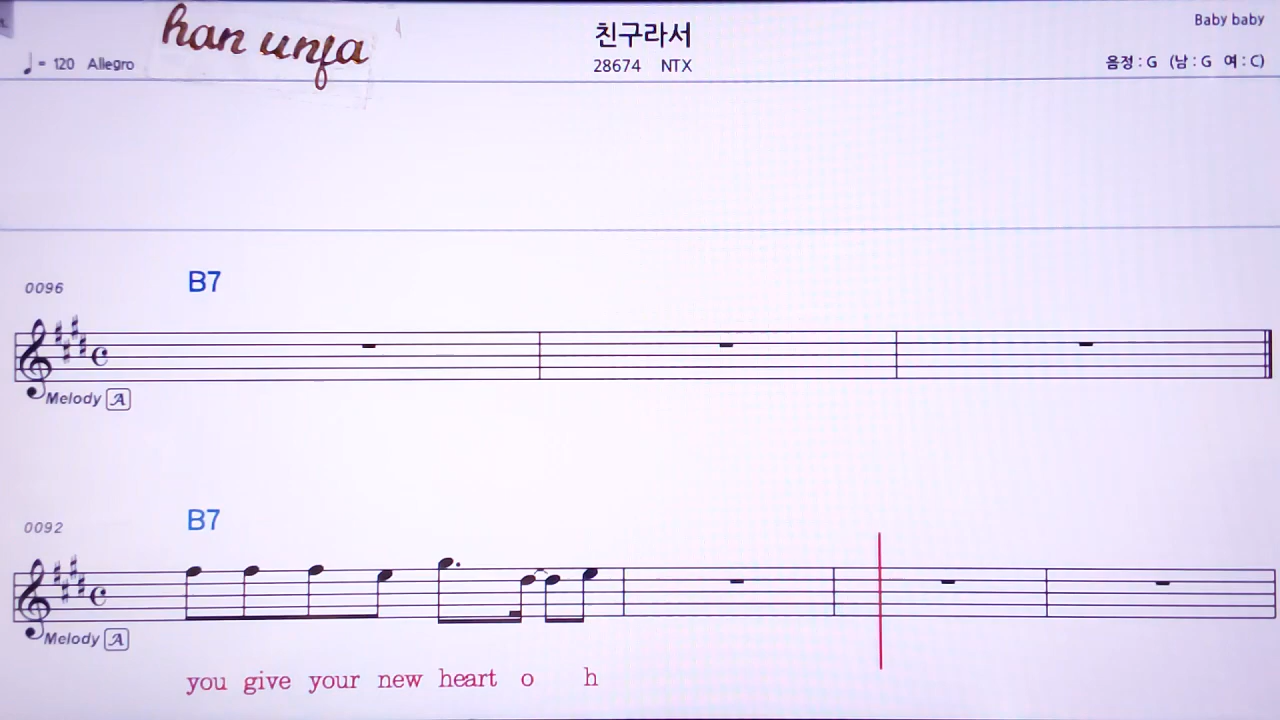 han unfa
친구라서
Baby baby
♩= 120 Allegro
28674 NTX
음정 : G (남 : G 여 : C)
0096
B7
Melody A
0092
B7
Melody A
you give your new heart o h